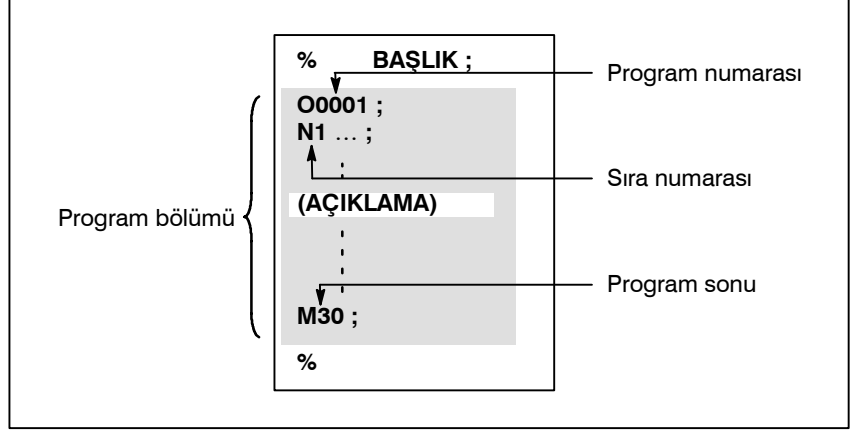 % BAŞLIK ;
Program numarası
O0001 ;
N1 … ;
Sıra numarası
(AÇIKLAMA)
Program bölümü
Program sonu
M30 ;
%